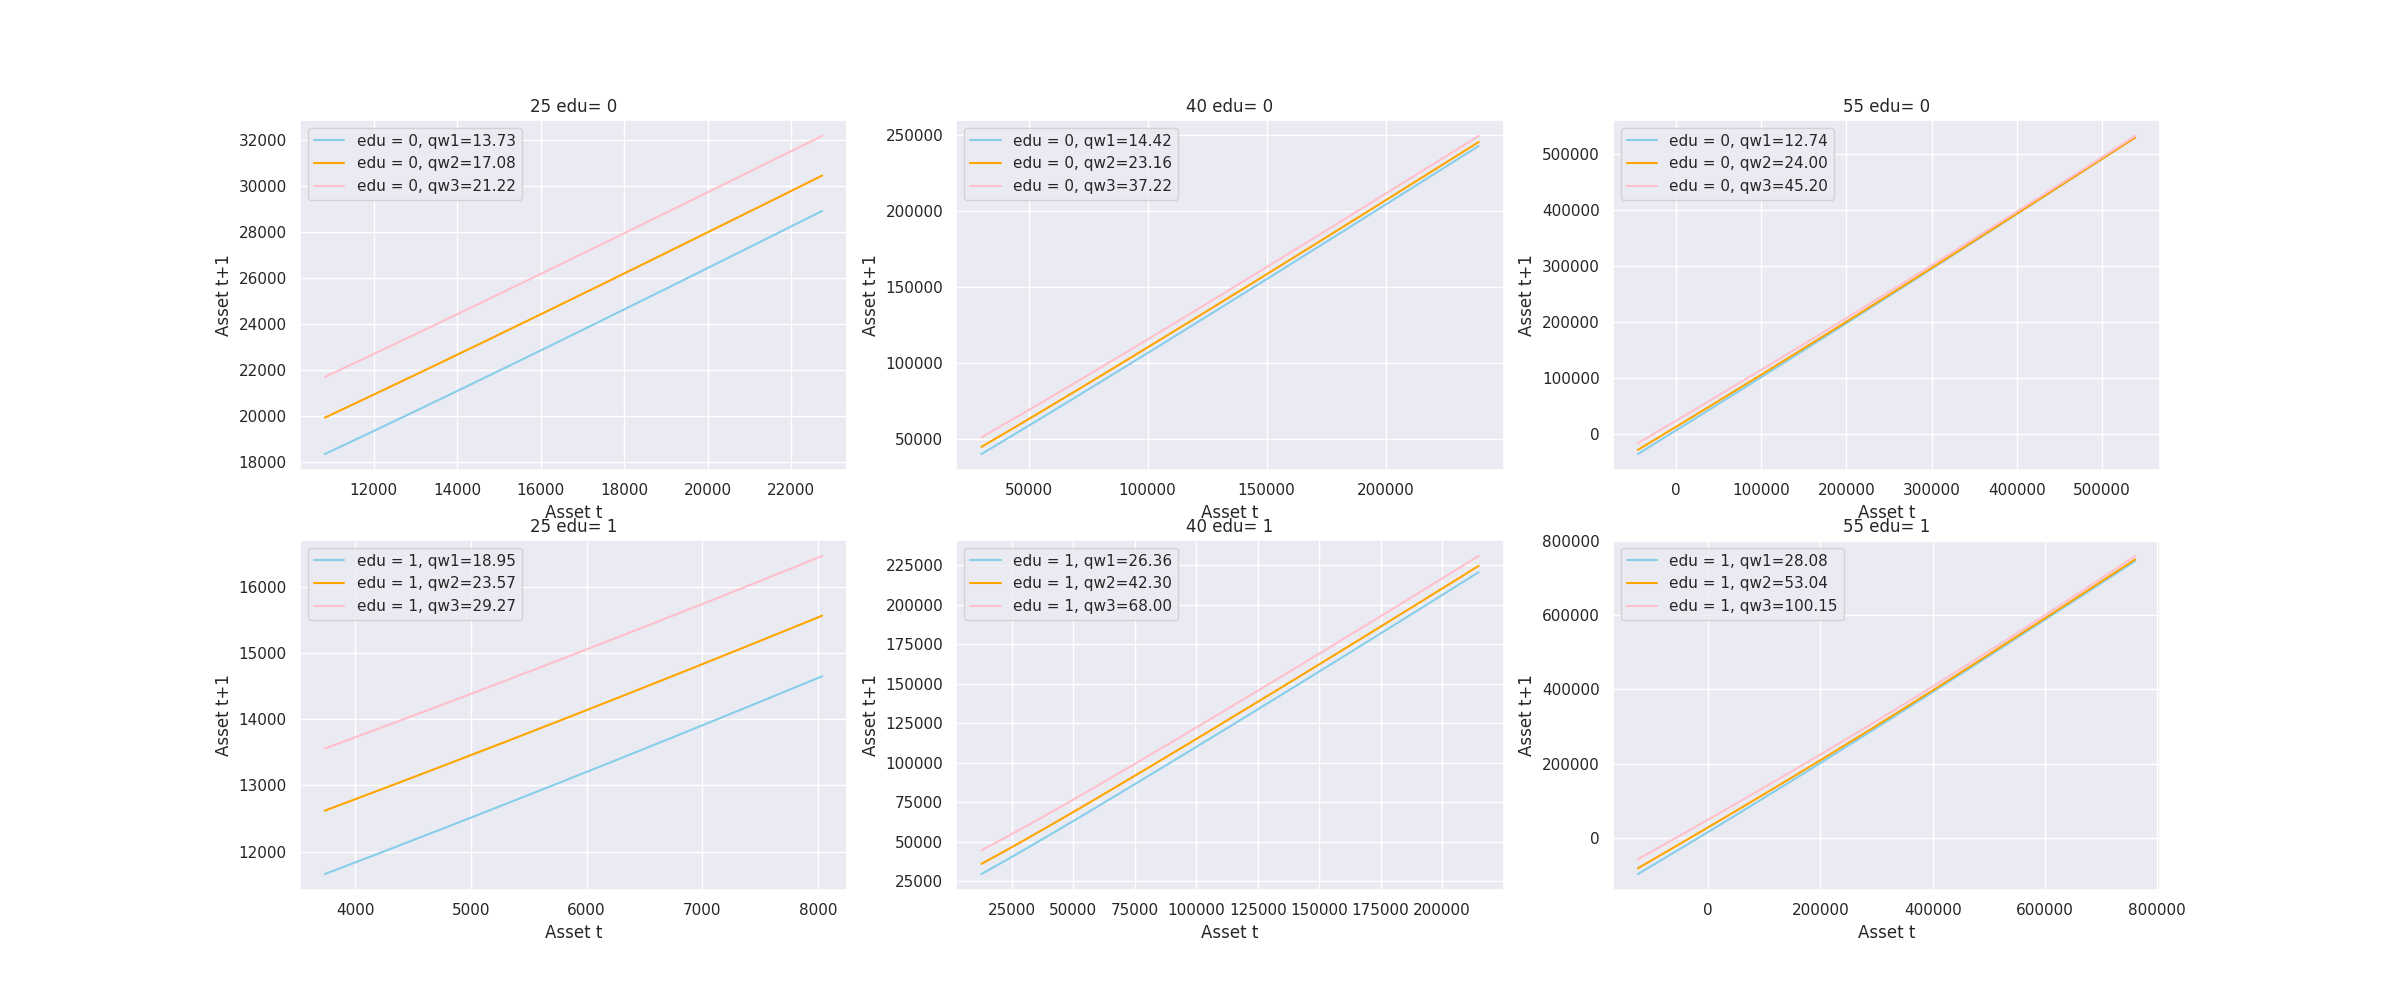 25 edu= 0
edu = 0, qw1=13.73
edu = 0, qw2=17.08
edu = 0, qw3=21.22
32000
30000
28000
26000
24000
22000
20000
18000
Asset t+1
12000 14000 16000 18000 20000 22000
Asset t
40 edu= 0
edu = 0, qw1=14.42
edu = 0, qw2=23.16
edu = 0, qw3=37.22
250000
200000
150000
100000
50000
Asset t+1
50000 100000 150000 200000
Asset t
55 edu= 0
edu = 0, qw1=12.74
edu = 0, qw2=24.00
edu = 0, qw3=45.20
500000
400000
300000
200000
100000
0
Asset t+1
0 100000 200000 300000 400000 500000
Asset t
25 edu= 1
edu = 1, qw1=18.95
edu = 1, qw2=23.57
edu = 1, qw3=29.27
16000
15000
14000
13000
12000
Asset t+1
4000 5000 6000 7000 8000
Asset t
40 edu= 1
edu = 1, qw1=26.36
edu = 1, qw2=42.30
edu = 1, qw3=68.00
225000
200000
175000
150000
125000
100000
75000
50000
25000
Asset t+1
25000 50000 75000 100000 125000 150000 175000 200000
Asset t
55 edu= 1
edu = 1, qw1=28.08
edu = 1, qw2=53.04
edu = 1, qw3=100.15
800000
600000
400000
200000
0
Asset t+1
0 200000 400000 600000 800000
Asset t